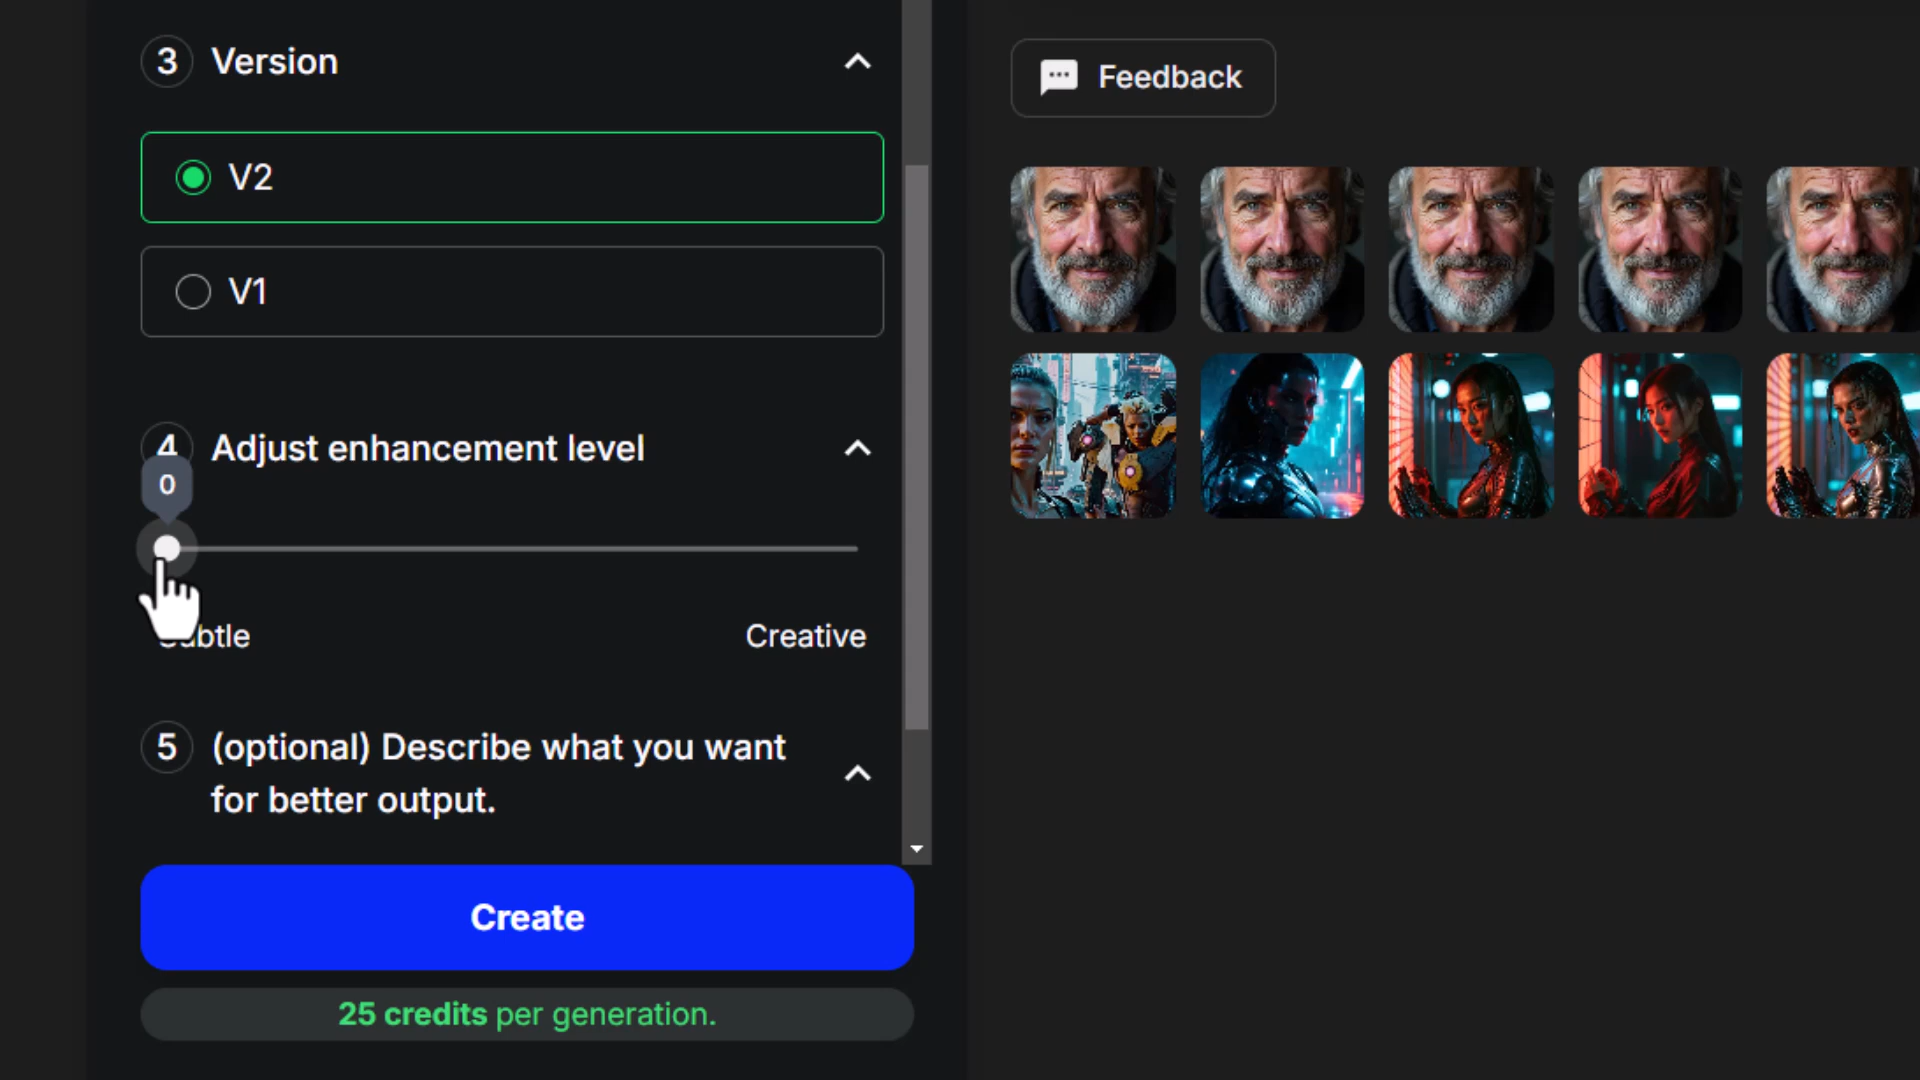 3 Version
V2
V1
4 Adjust enhancement level
0
Creative
5 (optional) Describe what you want
for better output.
Create
25 credits per generation.
Feedback